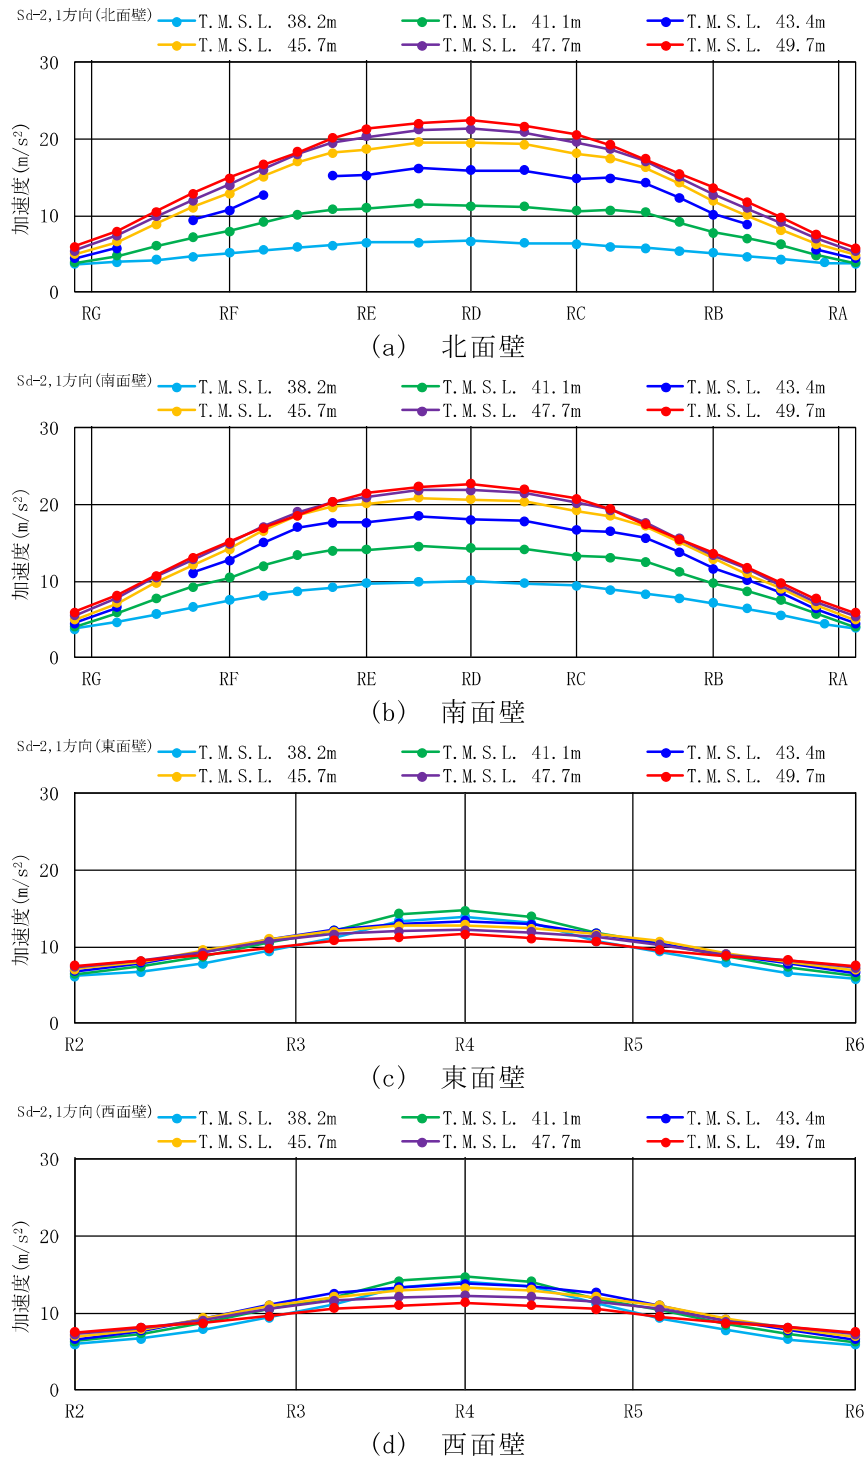 Sd-2,1方向(北面壁) T.M.S.L. 38.2m T.M.S.L. 41.1m T.M.S.L. 43.4m
T.M.S.L. 45.7m T.M.S.L. 47.7m T.M.S.L. 49.7m
30
20
10
0
加速度(m/s²)
RG RF RE RD RC RB RA
(a) 北面壁
Sd-2,1方向(南面壁) T.M.S.L. 38.2m T.M.S.L. 41.1m T.M.S.L. 43.4m
T.M.S.L. 45.7m T.M.S.L. 47.7m T.M.S.L. 49.7m
30
20
10
0
加速度(m/s²)
RG RF RE RD RC RB RA
(b) 南面壁
Sd-2,1方向(東面壁) T.M.S.L. 38.2m T.M.S.L. 41.1m T.M.S.L. 43.4m
T.M.S.L. 45.7m T.M.S.L. 47.7m T.M.S.L. 49.7m
30
20
10
0
加速度(m/s²)
R2 R3 R4 R5 R6
(c) 東面壁
Sd-2,1方向(西面壁) T.M.S.L. 38.2m T.M.S.L. 41.1m T.M.S.L. 43.4m
T.M.S.L. 45.7m T.M.S.L. 47.7m T.M.S.L. 49.7m
30
20
10
0
加速度(m/s²)
R2 R3 R4 R5 R6
(d) 西面壁